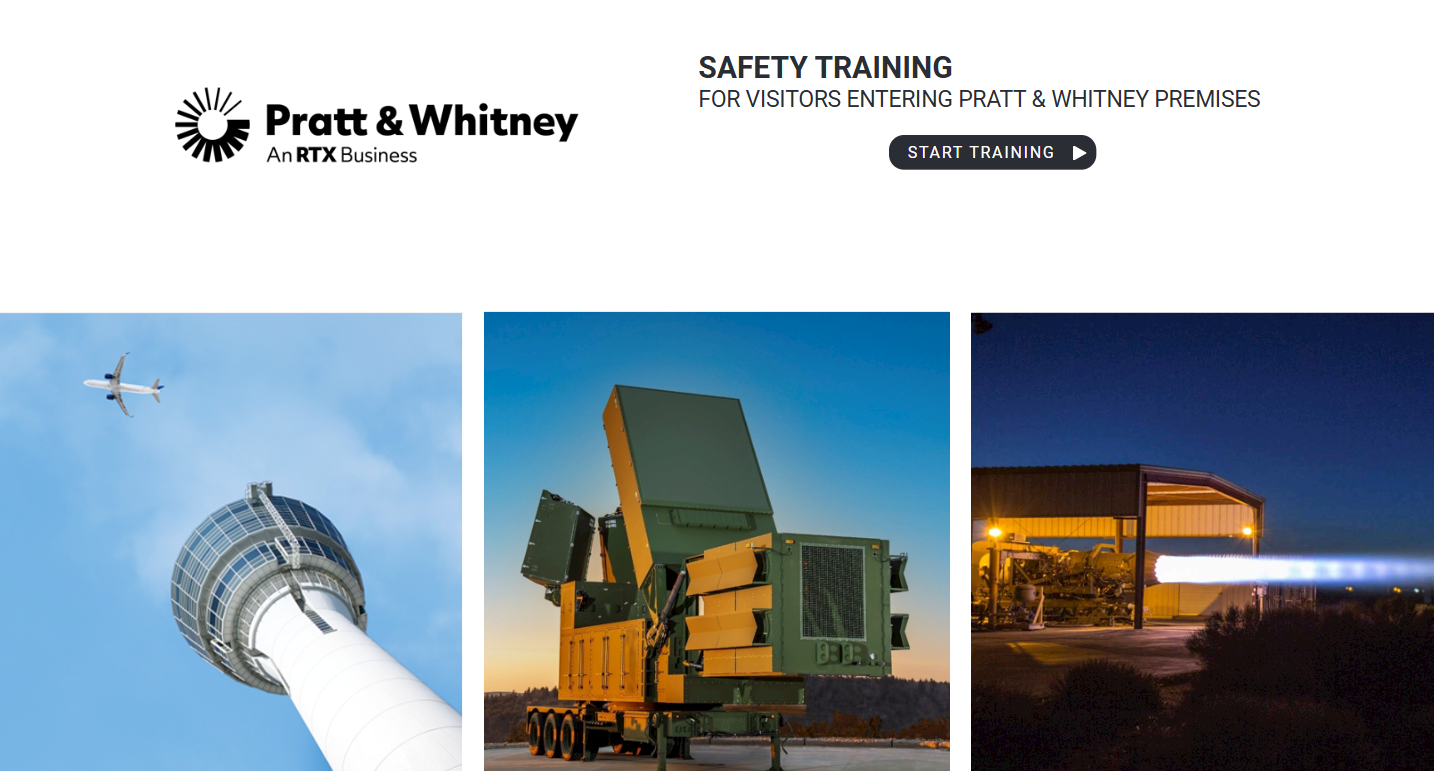 Pratt & Whitney
An RTX Business
SAFETY TRAINING
FOR VISITORS ENTERING PRATT & WHITNEY PREMISES
START TRAINING